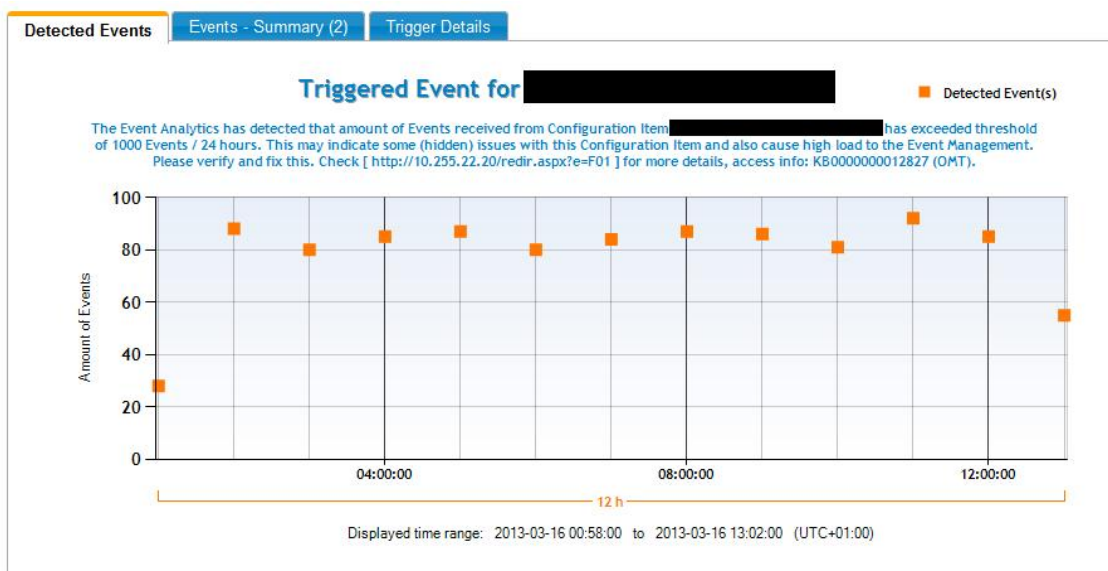 Detected Events
Events - Summary (2)
Trigger Details
Triggered Event for
Detected Event(s)
The Event Analytics has detected that amount of Events received from Configuration Item has exceeded threshold
of 1000 Events / 24 hours. This may indicate some (hidden) issues with this Configuration Item and also cause high load to the Event Management.
Please verify and fix this. Check [ http://10.255.22.20/redir.aspx?e=F01 ] for more details, access info: KB0000000012827 (OMT).
Amount of Events
100
80
60
40
20
0
04:00:00
08:00:00
12:00:00
12 h
Displayed time range: 2013-03-16 00:58:00 to 2013-03-16 13:02:00 (UTC+01:00)